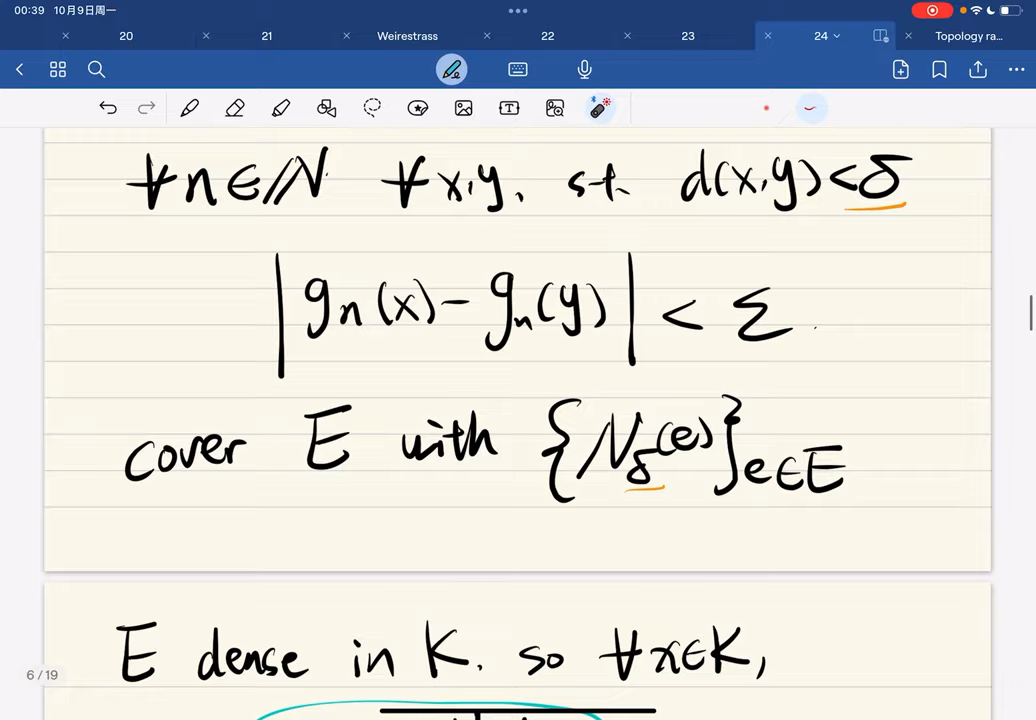 00:39 10月9日周一
20 21 Weirestrass 22 23 24 Topology ra...
∀n∈ℕ ∀x,y, st d(x,y)<δ
|gn(x)-gn(y)| < Σ
cover E with {Nδ(e)}e∈E
E dense in K. so ∀x∈K,
6 / 19